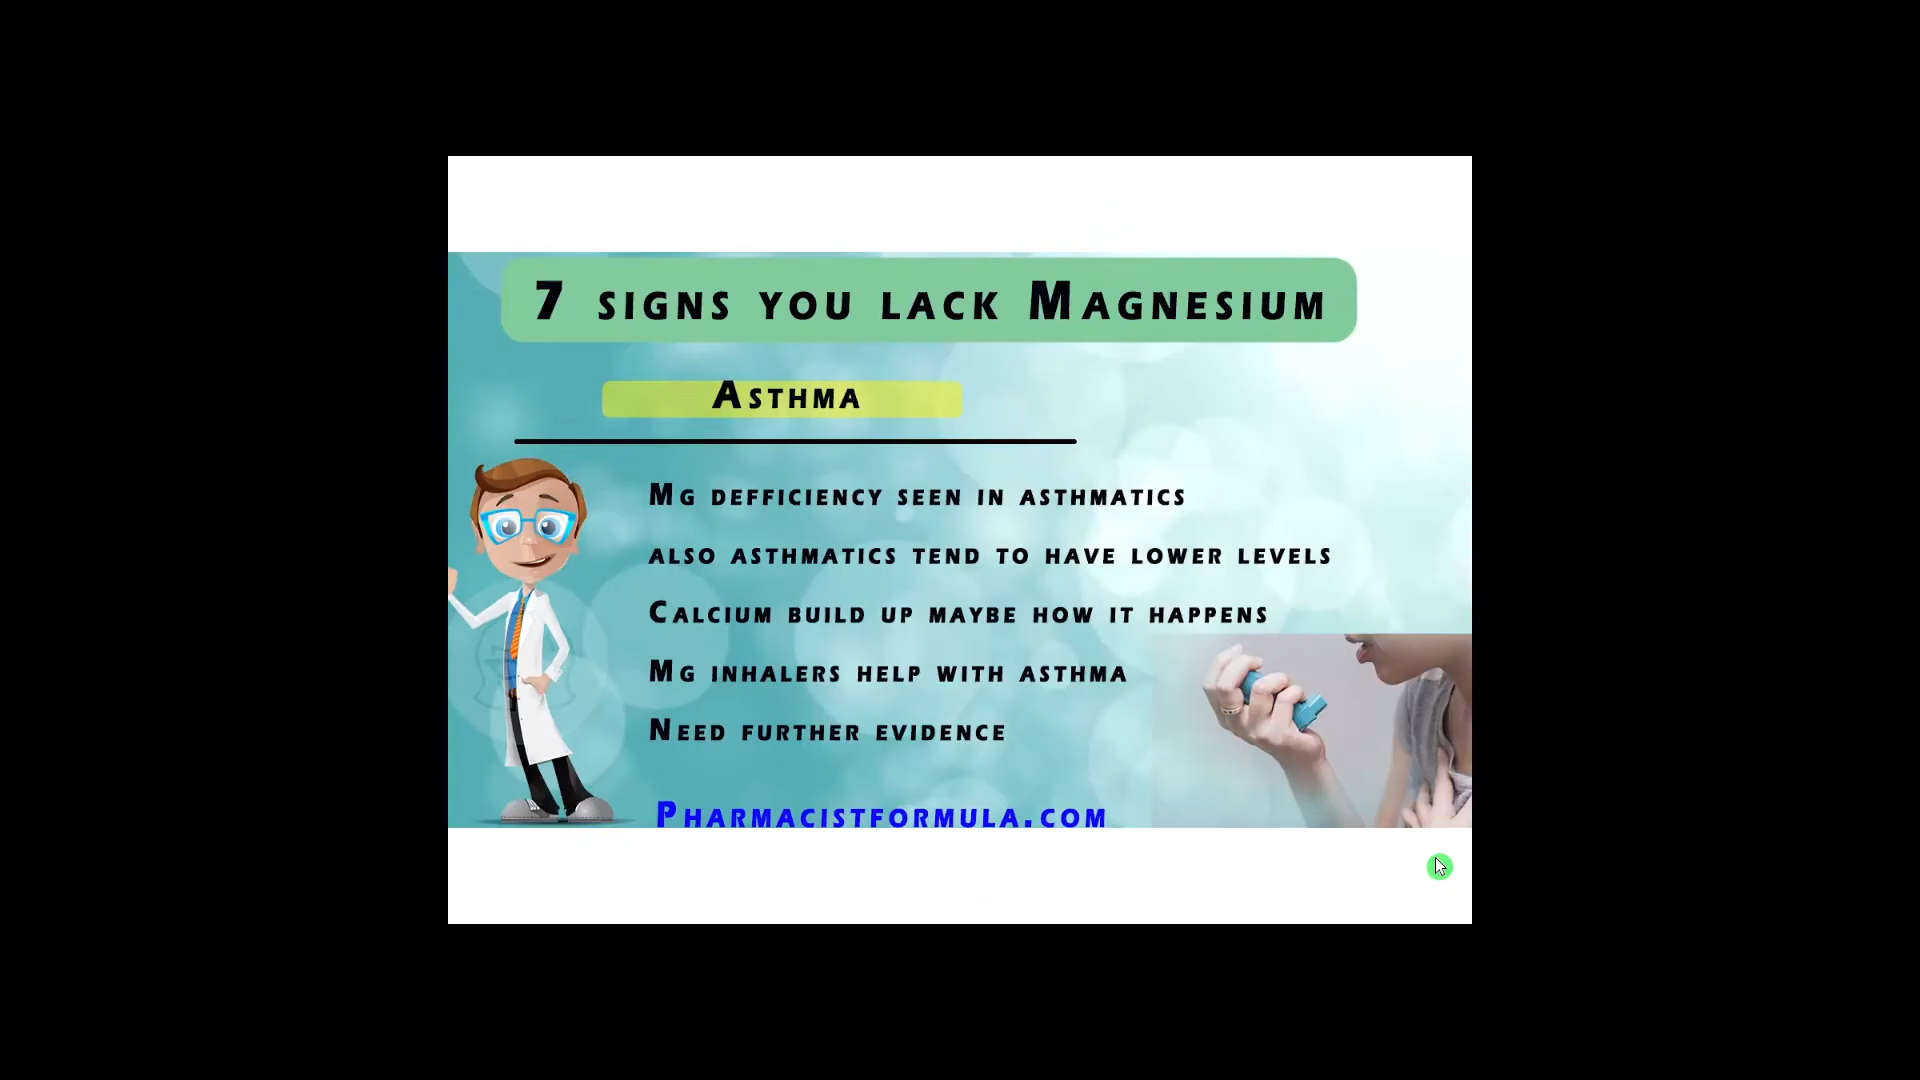 7 signs you lack Magnesium
Asthma
Mg defficiency seen in asthmatics
also asthmatics tend to have lower levels
Calcium build up maybe how it happens
Mg inhalers help with asthma
Need further evidence
Pharmacistformula.com